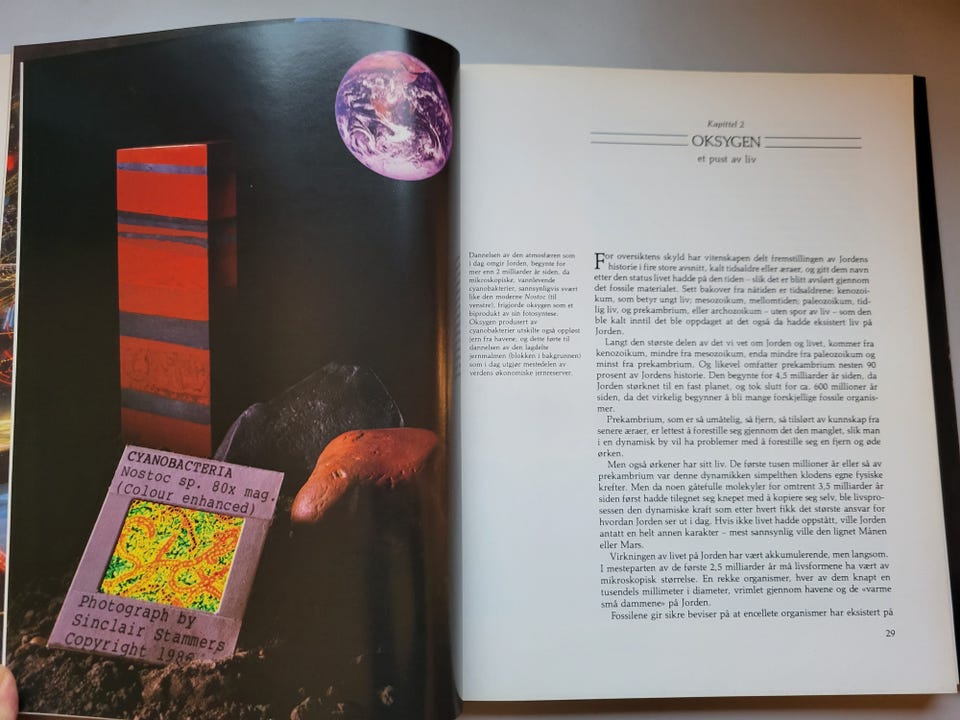 CYANOBACTERIA
Nostoc sp. 80x mag.
(Colour enhanced)
Photograph by
Sinclair Stammers
Copyright
Kapittel 2
OKSYGEN
et pust av liv
Dannelsen av den atmosfæren som
i dag omgir Jorden, begynte for
mer enn 2 milliarder år siden, da
mikroskopiske, vannlevende
cyanobakterier, sannsynligvis svært
like den moderne Nostoc (til
venstre), frigjorde oksygen som et
biprodukt av sin fotosyntese.
Oksygen produsert av
cyanobakterier utskilte også oppløst
jern fra havene, og dette førte til
dannelsen av den lagdelte
jernmalmen (blokken i bakgrunnen)
som i dag utgjør mestedelen av
verdens økonomiske jernreserver.
For oversiktens skyld har vitenskapen delt fremstillingen av Jordens
historie i fire store avsnitt, kalt tidsaldre eller æraer, og gitt dem navn
etter den status livet hadde på den tiden – slik det er blitt avslørt gjennom
det fossile materialet. Sett bakover fra nåtiden er tidsaldrene: kenozoi-
kum, som betyr ungt liv; mesozoikum, mellomtiden; paleozoikum, tid-
lig liv, og prekambrium, eller archozoikum – uten spor av liv – som den
ble kalt inntil det ble oppdaget at det også da hadde eksistert liv på
Jorden.
Langt den største delen av det vi vet om Jorden og livet, kommer fra
kenozoikum, mindre fra mesozoikum, enda mindre fra paleozoikum og
minst fra prekambrium. Og likevel omfatter prekambrium nesten 90
prosent av Jordens historie. Den begynte for 4,5 milliarder år siden, da
Jorden størknet til en fast planet, og tok slutt for ca. 600 millioner år
siden, da det virkelig begynner å bli mange forskjellige fossile organis-
mer.
Prekambrium, som er så umåtelig, så fjern, så tilsløret av kunnskap fra
senere æraer, er lettest å forestille seg gjennom det den manglet, slik man
i en dynamisk by vil ha problemer med å forestille seg en fjern og øde
ørken.
Men også ørkener har sitt liv. De første tusen millioner år eller så av
prekambrium var denne dynamikken simpelthen klodens egne fysiske
krefter. Men da noen gåtefulle molekyler for omtrent 3,5 milliarder år
siden først hadde tilegnet seg knepet med å kopiere seg selv, ble livspro-
sessen den dynamiske kraft som etter hvert fikk det største ansvar for
hvordan Jorden ser ut i dag. Hvis ikke livet hadde oppstått, ville Jorden
antatt en helt annen karakter – mest sannsynlig ville den lignet Månen
eller Mars.
Virkningen av livet på Jorden har vært akkumulerende, men langsom.
I mesteparten av de første 2,5 milliarder år må livsformene ha vært av
mikroskopisk størrelse. En rekke organismer, hver av dem knapt en
tusendels millimeter i diameter, vrimlet gjennom havene og de «varme
små dammene» på Jorden.
Fossilene gir sikre beviser på at encellete organismer har eksistert på
29